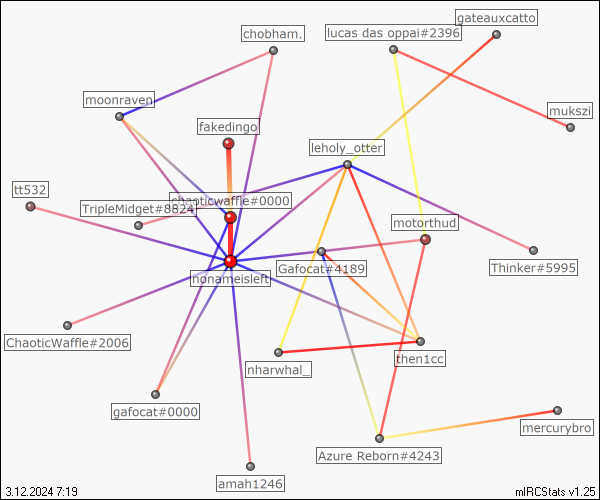 gateauxcatto
chobham.
lucas das oppai#2396
moonraven
mukszi
fakedingo
leholy_otter
tt532
chaoticwaffle#0000
TripleMidget#8824
motorthud
Gafocat#4189
Thinker#5995
nonameisleft
ChaoticWaffle#2006
nharwhal_
then1cc
gafocat#0000
mercurybro
Azure Reborn#4243
amah1246
3.12.2024 7:19
mIRCStats v1.25